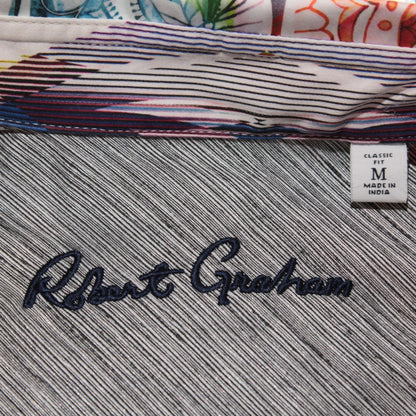 CLASSIC
FIT
M
MADE IN
INDIA
Robert Graham